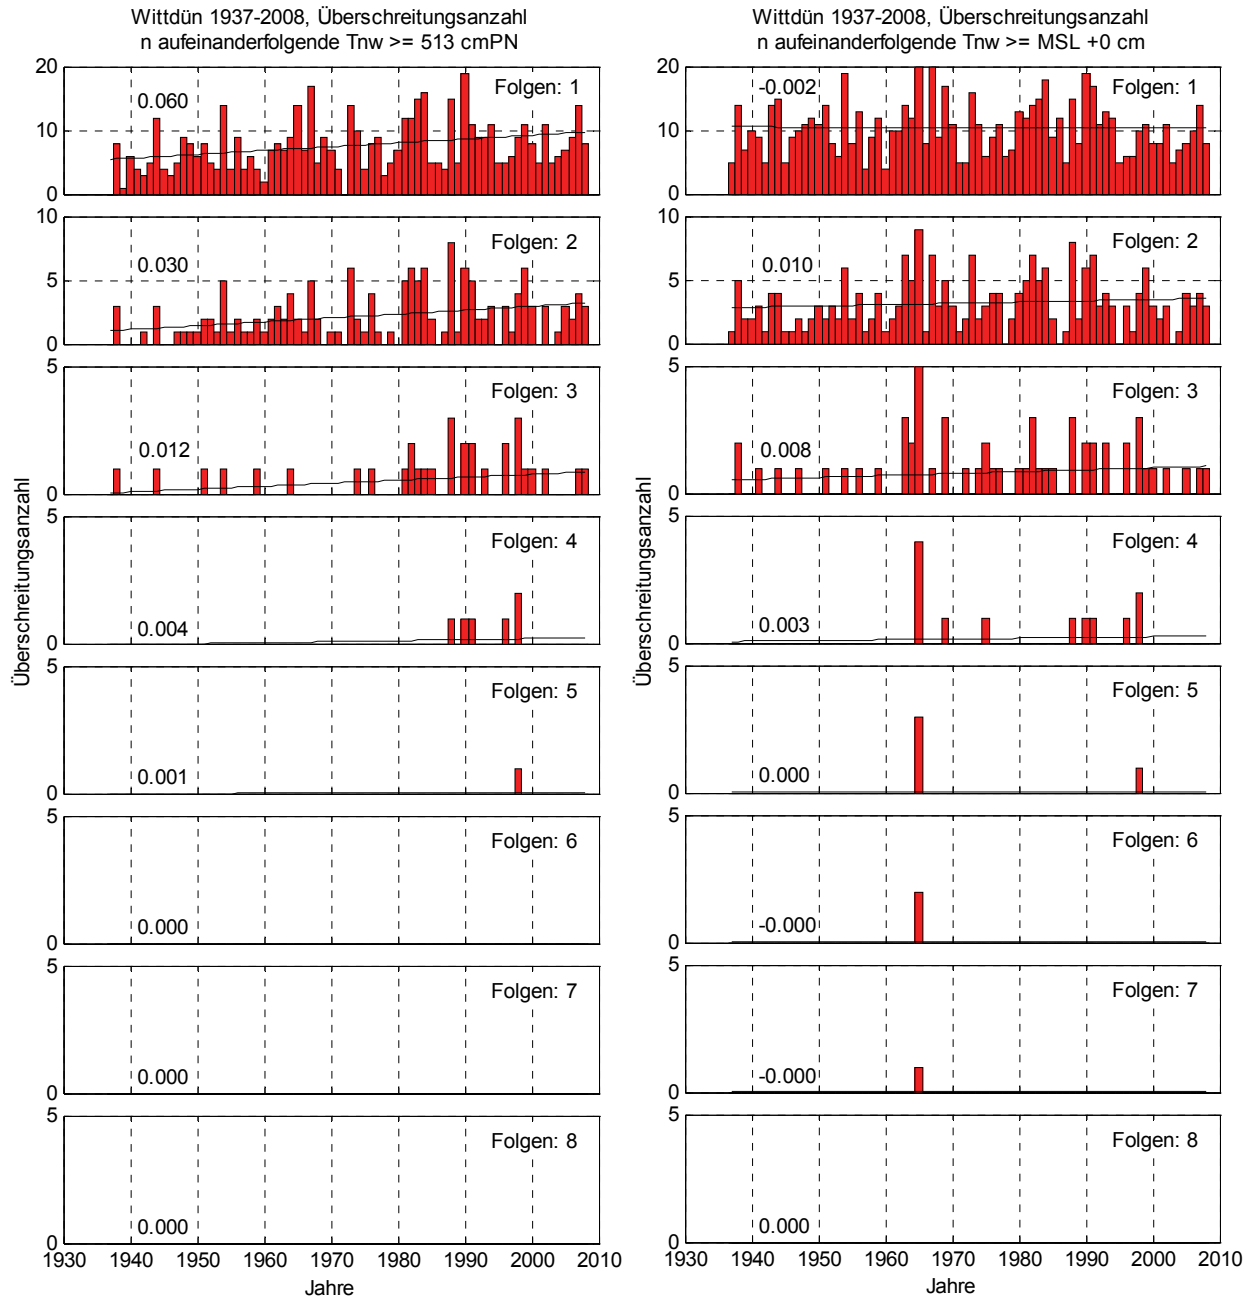 Wittdün 1937-2008, Überschreitungsanzahl
n aufeinanderfolgende Tnw >= 513 cmPN
20
10
0
0.060
Folgen: 1
10
5
0
0.030
Folgen: 2
5
0
0.012
Folgen: 3
5
0
0.004
Folgen: 4
5
0
0.001
Folgen: 5
5
0
0.000
Folgen: 6
5
0
0.000
Folgen: 7
5
0
0.000
Folgen: 8
1930 1940 1950 1960 1970 1980 1990 2000 2010
Jahre
Überschreitungsanzahl
Wittdün 1937-2008, Überschreitungsanzahl
n aufeinanderfolgende Tnw >= MSL +0 cm
20
10
0
-0.002
Folgen: 1
10
5
0
0.010
Folgen: 2
5
0
0.008
Folgen: 3
5
0
0.003
Folgen: 4
5
0
0.000
Folgen: 5
5
0
-0.000
Folgen: 6
5
0
-0.000
Folgen: 7
5
0
0.000
Folgen: 8
1930 1940 1950 1960 1970 1980 1990 2000 2010
Jahre
Überschreitungsanzahl